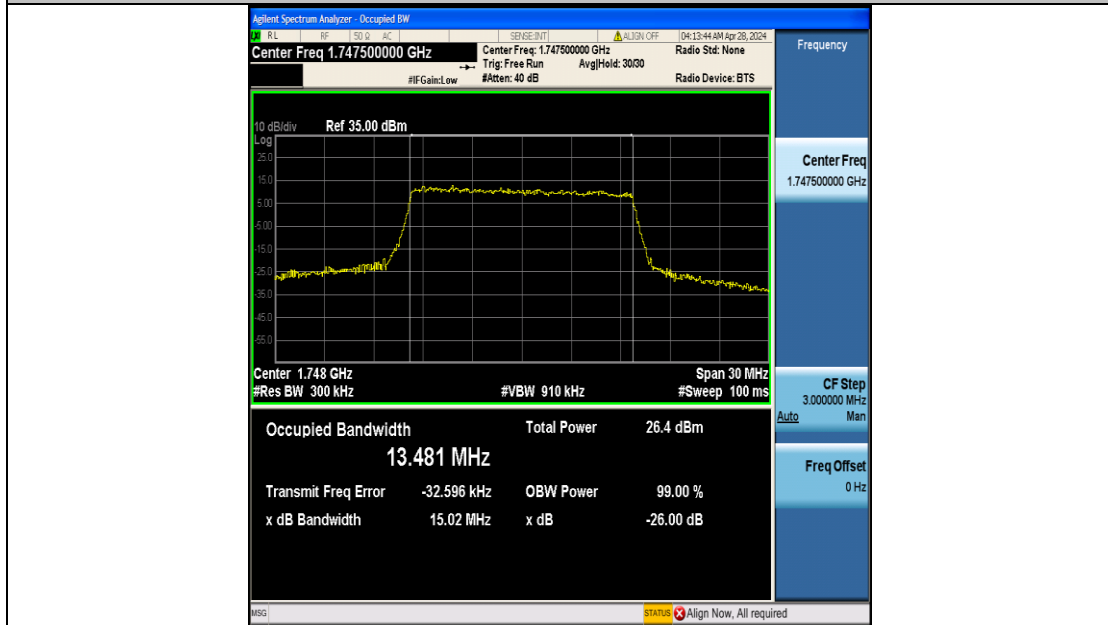 Agilent Spectrum Analyzer - Occupied BW
RL RF 50 Ω AC SENSE:INT ALIGN OFF 04:13:44 AM Apr 28, 2024
Center Freq 1.747500000 GHz
Center Freq: 1.747500000 GHz
Radio Std: None
Trig: Free Run Avg|Hold: 30/30
#IFGain:Low #Atten: 40 dB Radio Device: BTS
Frequency
10 dB/div Ref 35.00 dBm
Log
25.0
15.0
5.00
-5.00
-15.0
-25.0
-35.0
-45.0
-55.0
Center 1.748 GHz Span 30 MHz
#Res BW 300 kHz #VBW 910 kHz #Sweep 100 ms
Occupied Bandwidth Total Power 26.4 dBm
13.481 MHz
Transmit Freq Error -32.596 kHz OBW Power 99.00 %
x dB Bandwidth 15.02 MHz x dB -26.00 dB
Center Freq
1.747500000 GHz
CF Step
3.000000 MHz
Auto Man
Freq Offset
0 Hz
MSG STATUS Align Now, All required